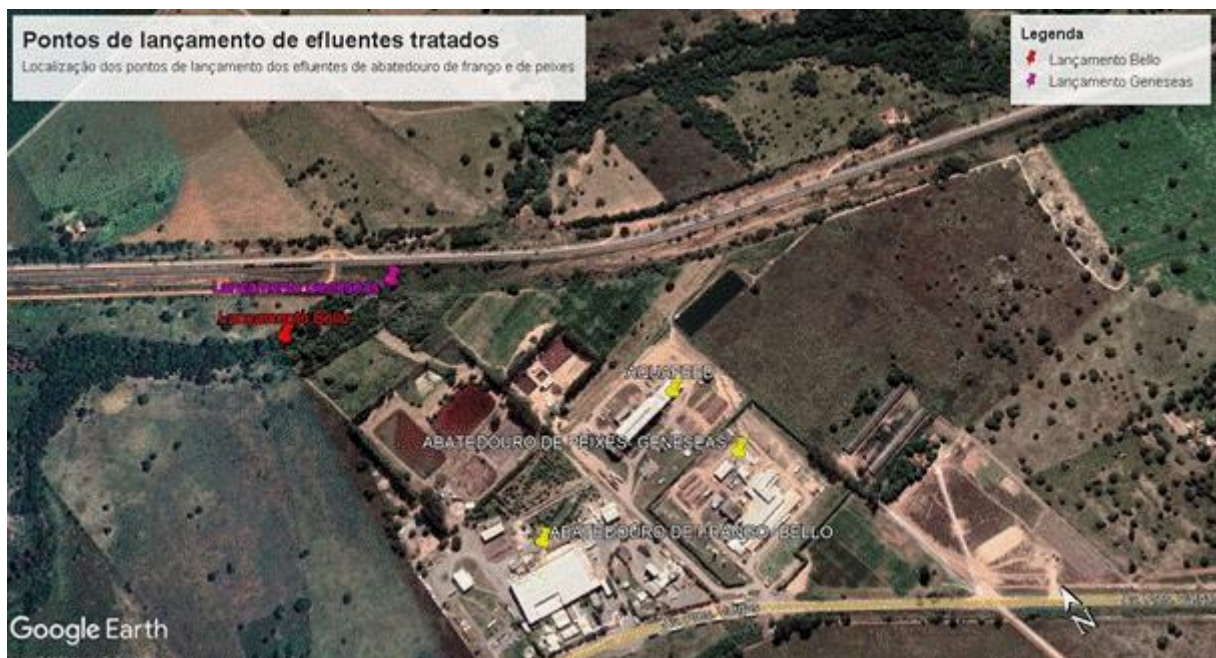 Pontos de lançamento de efluentes tratados
Localização dos pontos de lançamento dos efluentes de abatedouro de frango e de peixes
Legenda
Lançamento Bello
Lançamento Geneseas
Lançamento Geneseas
Lançamento Bello
AQUAFEED
ABATEDOURO DE PEIXES- GENESEAS
ABATEDOURO DE FRANGO- BELLO
N
Google Earth